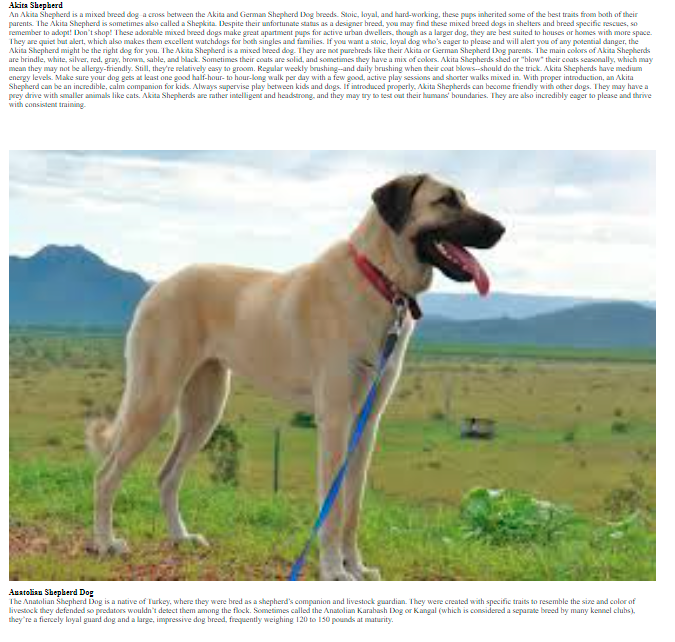 Akita Shepherd
An Akita Shepherd is a mixed breed dog a cross between the Akita and German Shepherd Dog breeds. Stoic, loyal, and hard-working, these pups inherited some of the best traits from both of their
parents. The Akita Shepherd is sometimes also called a Shepkita. Despite their unfortunate status as a designer breed, you may find these mixed breed dogs in shelters and breed specific rescues, so
remember to adopt! Don't shop! These adorable mixed breed dogs make great apartment pups for active urban dwellers, though as a larger dog, they are best suited to houses or homes with more space.
They are quiet but alert, which also makes them excellent watchdogs for both singles and families. If you want a stoic, loyal dog who's eager to please and will alert you of any potential danger, the
Akita Shepherd might be the right dog for you. The Akita Shepherd is a mixed breed dog. They are not purebreds like their Akita or German Shepherd Dog parents. The main colors of Akita Shepherds
are brindle, white, silver, red, gray, brown, sable, and black. Sometimes their coats are solid, and sometimes they have a mix of colors. Akita Shepherds shed or "blow" their coats seasonally, which may
mean they may not be allergy-friendly. Still, they're relatively easy to groom. Regular weekly brushing--and daily brushing when their coat blows--should do the trick. Akita Shepherds have medium
energy levels. Make sure your dog gets at least one good half-hour- to hour-long walk per day with a few good, active play sessions and shorter walks mixed in. With proper introduction, an Akita
Shepherd can be an incredible, calm companion for kids. Always supervise play between kids and dogs. If introduced properly, Akita Shepherds can become friendly with other dogs. They may have a
prey drive with smaller animals like cats. Akita Shepherds are rather intelligent and headstrong, and they may try to test out their humans' boundaries. They are also incredibly eager to please and thrive
with consistent training.
Anatolian Shepherd Dog
The Anatolian Shepherd Dog is a native of Turkey, where they were bred as a shepherd's companion and livestock guardian. They were created with specific traits to resemble the size and color of
livestock they defended so predators wouldn't detect them among the flock. Sometimes called the Anatolian Karabash Dog or Kangal (which is considered a separate breed by many kennel clubs),
they're a fiercely loyal guard dog and a large, impressive dog breed, frequently weighing 120 to 150 pounds at maturity.